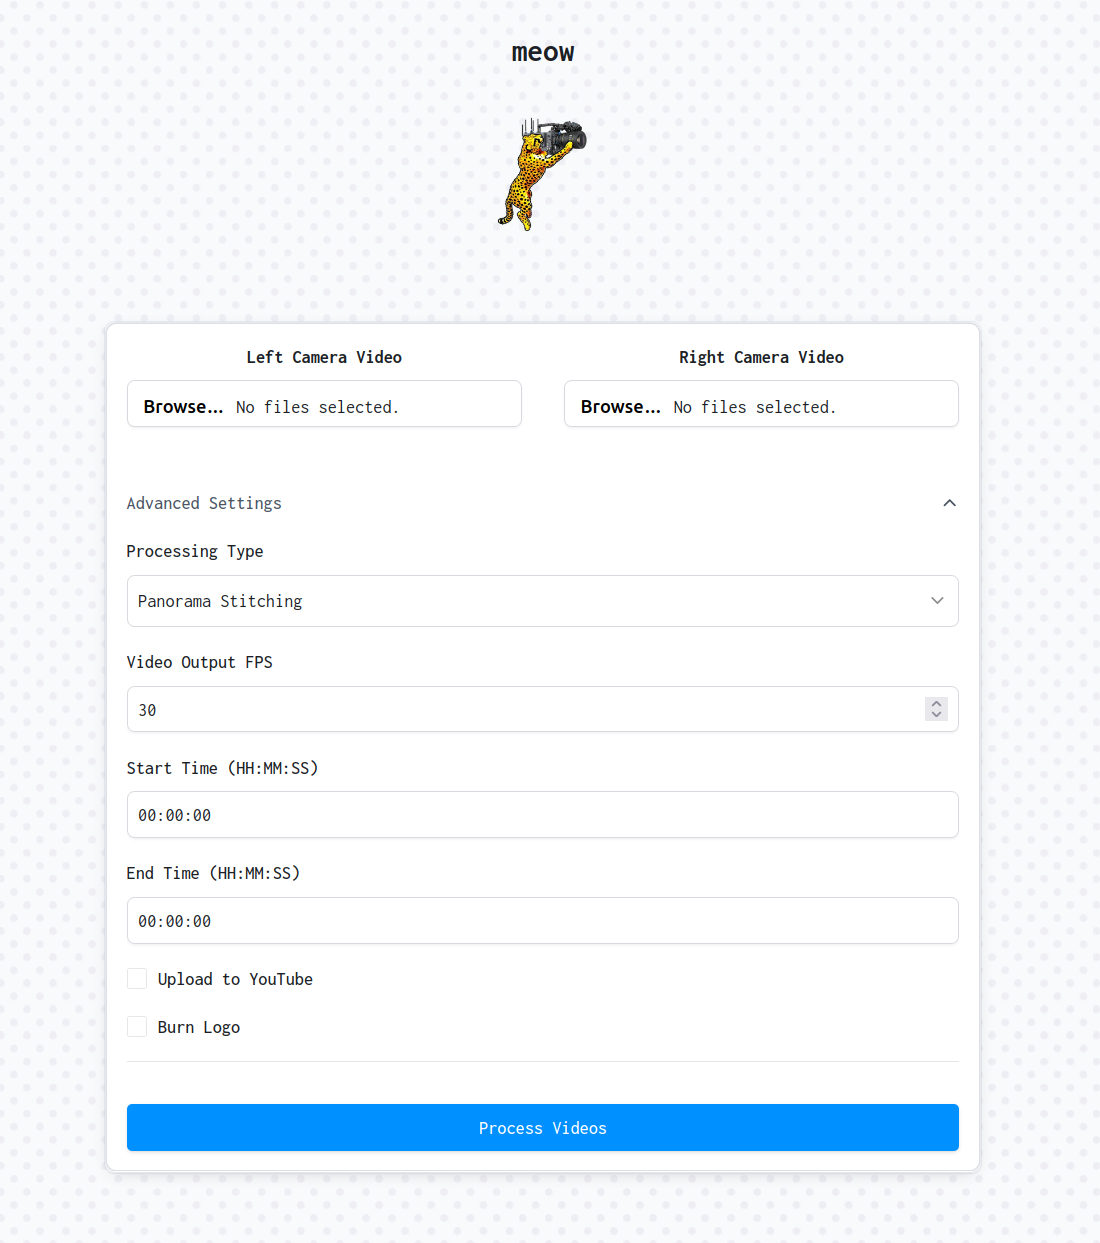 meow
Left Camera Video
Right Camera Video
Browse... No files selected.
Browse... No files selected.
Advanced Settings
Processing Type
Panorama Stitching
Video Output FPS
30
Start Time (HH:MM:SS)
00:00:00
End Time (HH:MM:SS)
00:00:00
Upload to YouTube
Burn Logo
Process Videos